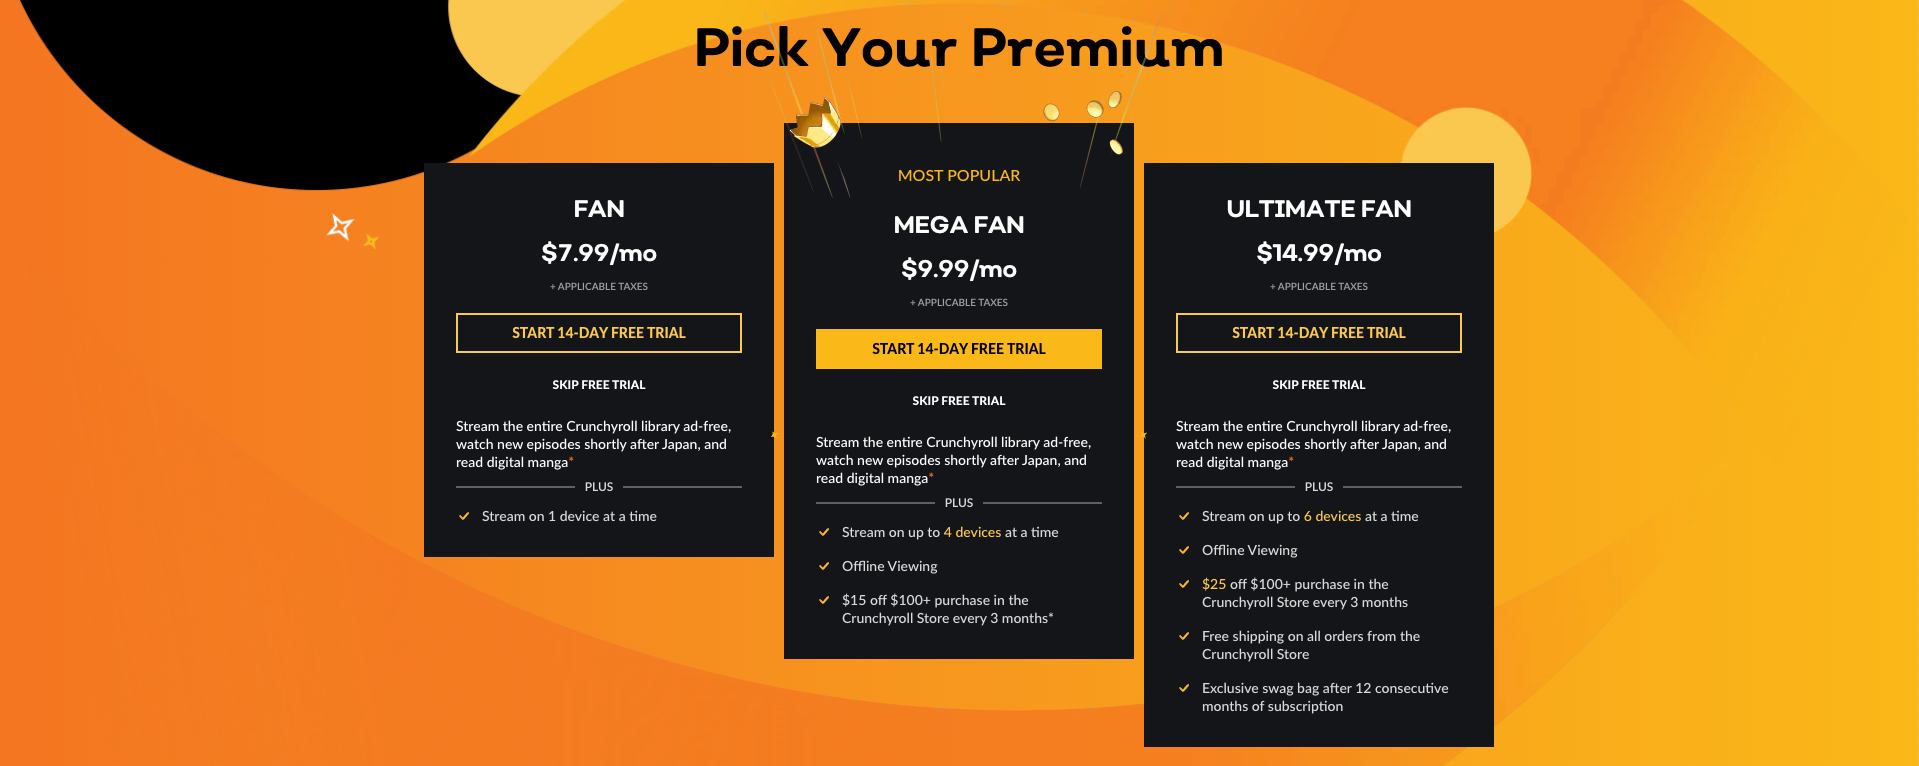 Pick Your Premium
FAN
$7.99/mo
+ APPLICABLE TAXES
START 14-DAY FREE TRIAL
SKIP FREE TRIAL
Stream the entire Crunchyroll library ad-free,
watch new episodes shortly after Japan, and
read digital manga*
PLUS
Stream on 1 device at a time
MOST POPULAR
MEGA FAN
$9.99/mo
+ APPLICABLE TAXES
START 14-DAY FREE TRIAL
SKIP FREE TRIAL
Stream the entire Crunchyroll library ad-free,
watch new episodes shortly after Japan, and
read digital manga*
PLUS
Stream on up to 4 devices at a time
Offline Viewing
$15 off $100+ purchase in the
Crunchyroll Store every 3 months*
ULTIMATE FAN
$14.99/mo
+ APPLICABLE TAXES
START 14-DAY FREE TRIAL
SKIP FREE TRIAL
Stream the entire Crunchyroll library ad-free,
watch new episodes shortly after Japan, and
read digital manga*
PLUS
Stream on up to 6 devices at a time
Offline Viewing
$25 off $100+ purchase in the
Crunchyroll Store every 3 months
Free shipping on all orders from the
Crunchyroll Store
Exclusive swag bag after 12 consecutive
months of subscription